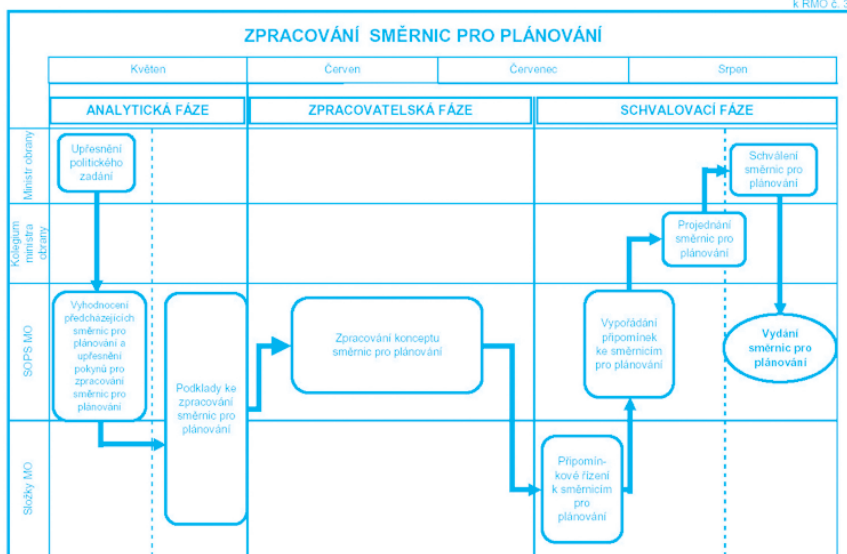 k RMO č. 3
ZPRACOVÁNÍ SMĚRNIC PRO PLÁNOVÁNÍ
Květen
Červen
Červenec
Srpen
ANALYTICKÁ FÁZE
ZPRACOVATELSKÁ FÁZE
SCHVALOVACÍ FÁZE
Ministr obrany
Upřesnění
politického
zadání
Schválení
směrnic pro
plánování
Kolegium
ministra
obrany
Projednání
směrnic pro
plánování
SOPS MO
Vyhodnocení
předcházejících
směrnic pro
plánování a
upřesnění
pokynů pro
zpracování
směrnic pro
plánování
Podklady ke
zpracování
směrnic pro
plánování
Zpracování konceptu
směrnic pro plánování
Vypořádání
připomínek
ke směrnicím
pro plánování
Vydání
směrnic pro
plánování
Složky MO
Připomín-
kové řízení
k směrnicím
pro
plánování